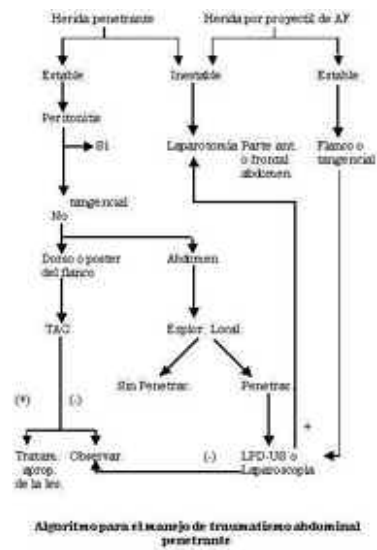 Herida penetrante
Herida por proyectil de AF
Estable
Inestable
Estable
Peritonitis
Si
Laparotomía
Parte ant.
o frontal
abdomen
Flanco o
tangencial
tangencial
No
Dorso o poster
del flanco
Abdomen
TAC
Explor. Local
Sin Penetrar
Penetrar
(+)
(-)
+
Tratam.
aprop.
de la les.
Observar
(-)
LPD-US o
Laparoscopia
Algoritmo para el manejo de traumatismo abdominal
penetrante